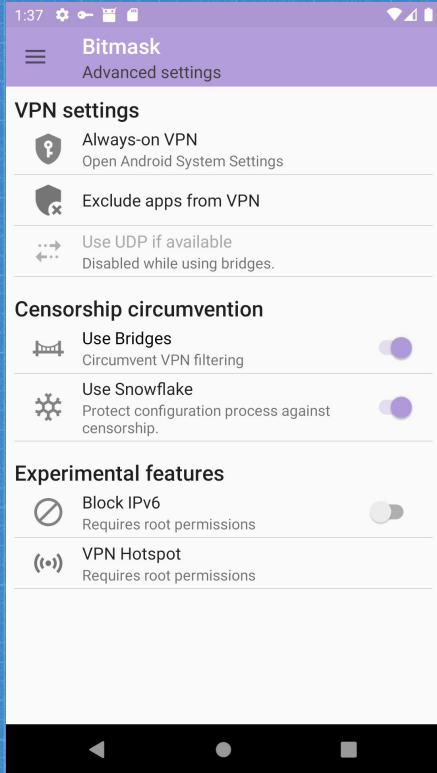 1:37
Bitmask
Advanced settings
VPN settings
Always-on VPN
Open Android System Settings
Exclude apps from VPN
Use UDP if available
Disabled while using bridges.
Censorship circumvention
Use Bridges
Circumvent VPN filtering
Use Snowflake
Protect configuration process against
censorship.
Experimental features
Block IPv6
Requires root permissions
VPN Hotspot
Requires root permissions